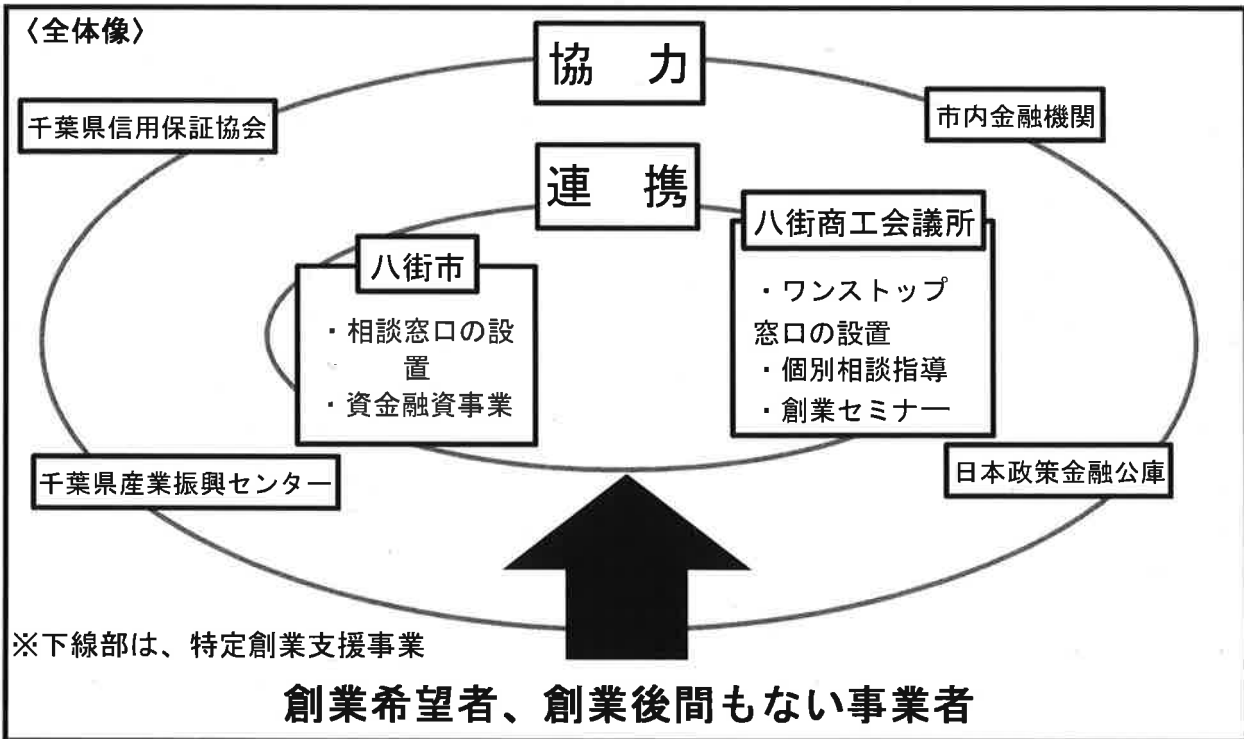 〈全体像〉
協　力
千葉県信用保証協会
市内金融機関
連　携
八街市
・相談窓口の設
置
・資金融資事業
八街商工会議所
・ワンストップ
窓口の設置
・個別相談指導
・創業セミナー
千葉県産業振興センター
日本政策金融公庫
※下線部は、特定創業支援事業
創業希望者、創業後間もない事業者